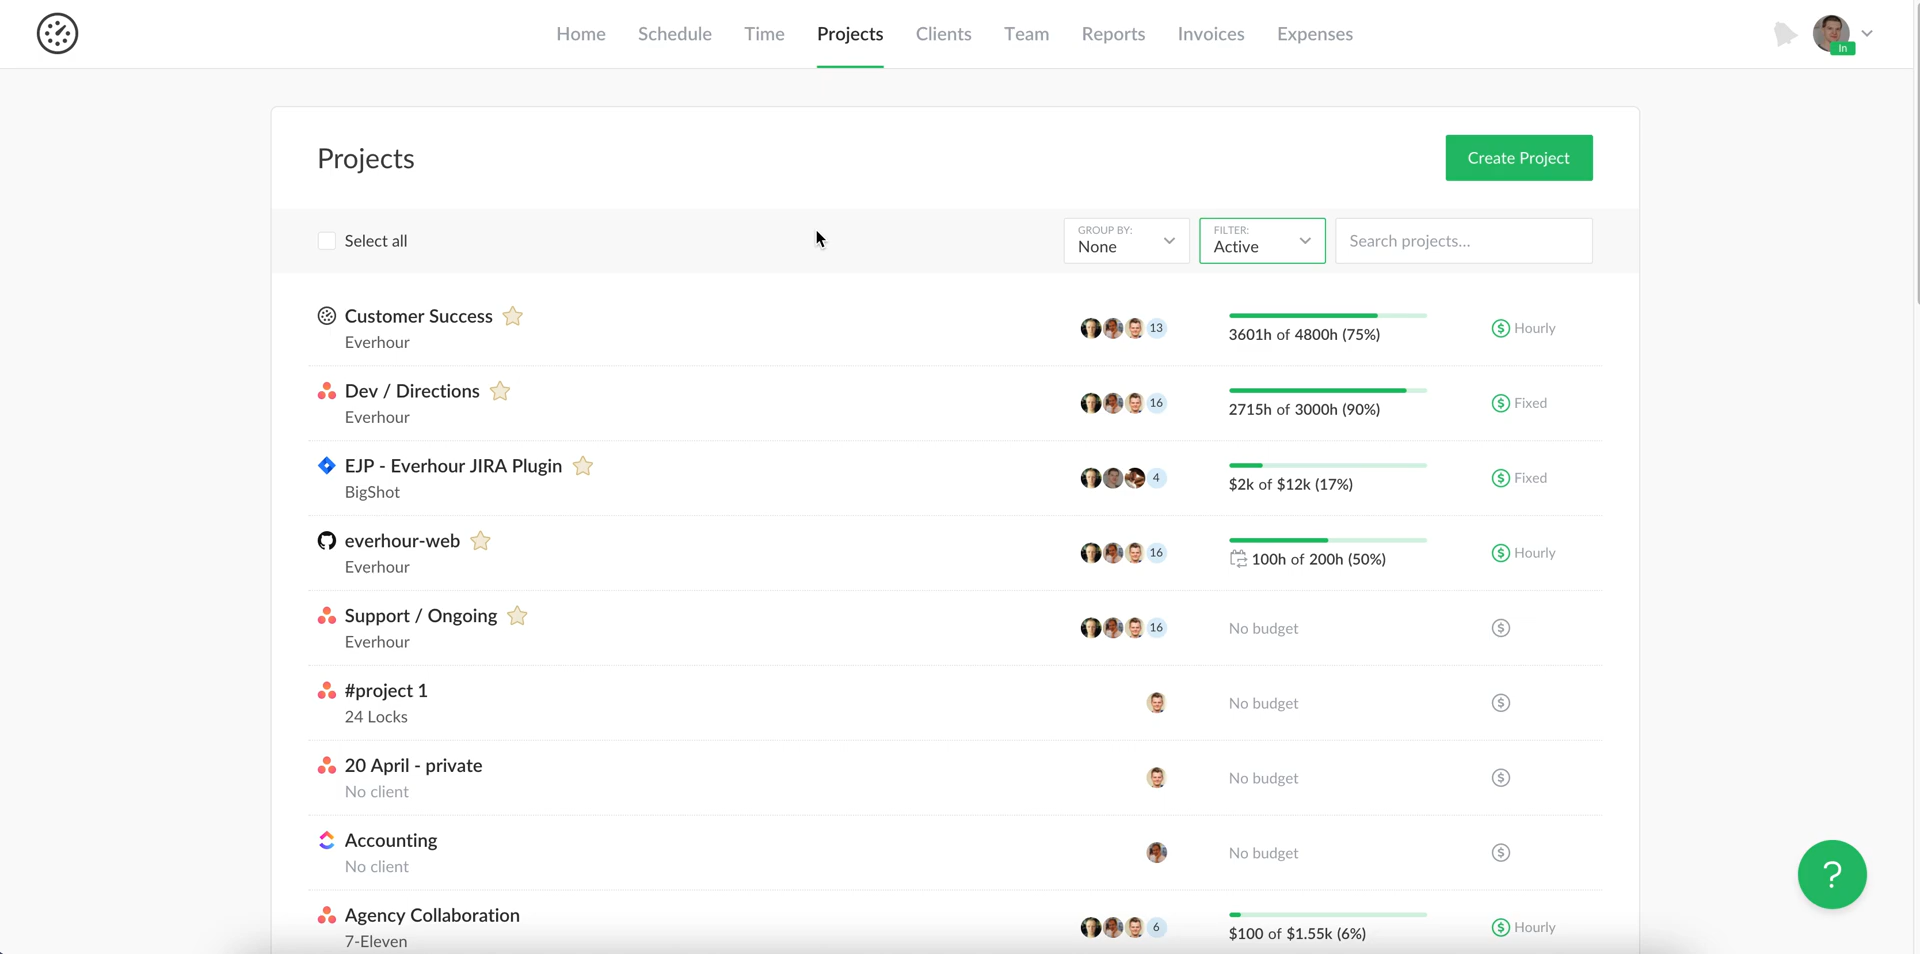 Home Schedule Time Projects Clients Team Reports Invoices Expenses
In
Projects
Create Project
Select all
GROUP BY:
None
FILTER:
Active
Search projects...
Customer Success
Everhour
13
3601h of 4800h (75%)
Hourly
Dev / Directions
Everhour
16
2715h of 3000h (90%)
Fixed
EJP - Everhour JIRA Plugin
BigShot
4
$2k of $12k (17%)
Fixed
everhour-web
Everhour
16
100h of 200h (50%)
Hourly
Support / Ongoing
Everhour
16
No budget
#project 1
24 Locks
No budget
20 April - private
No client
No budget
Accounting
No client
No budget
Agency Collaboration
7-Eleven
6
$100 of $1.55k (6%)
Hourly
?